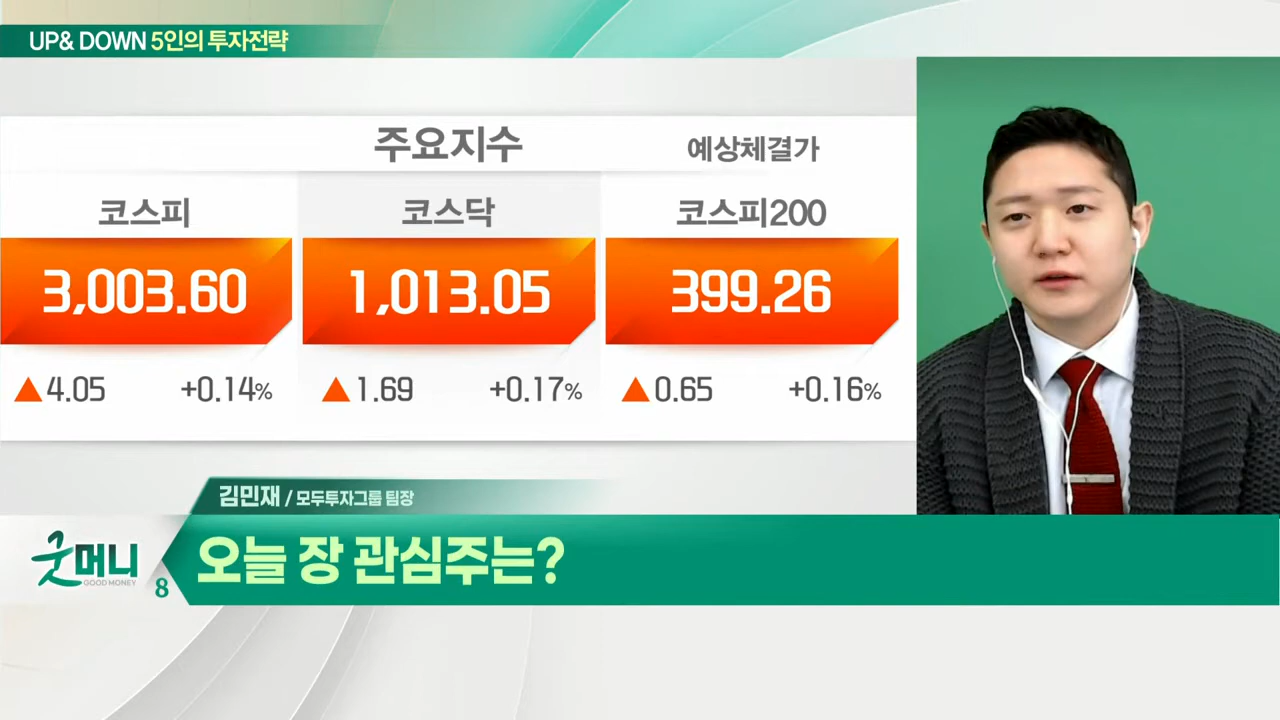 UP& DOWN 5인의 투자전략
주요지수
예상체결가
코스피
코스닥
코스피200
3,003.60
1,013.05
399.26
▲4.05 +0.14%
▲1.69 +0.17%
▲0.65 +0.16%
김민재 / 모두투자그룹 팀장
굿머니
GOOD MONEY
8
오늘 장 관심주는?